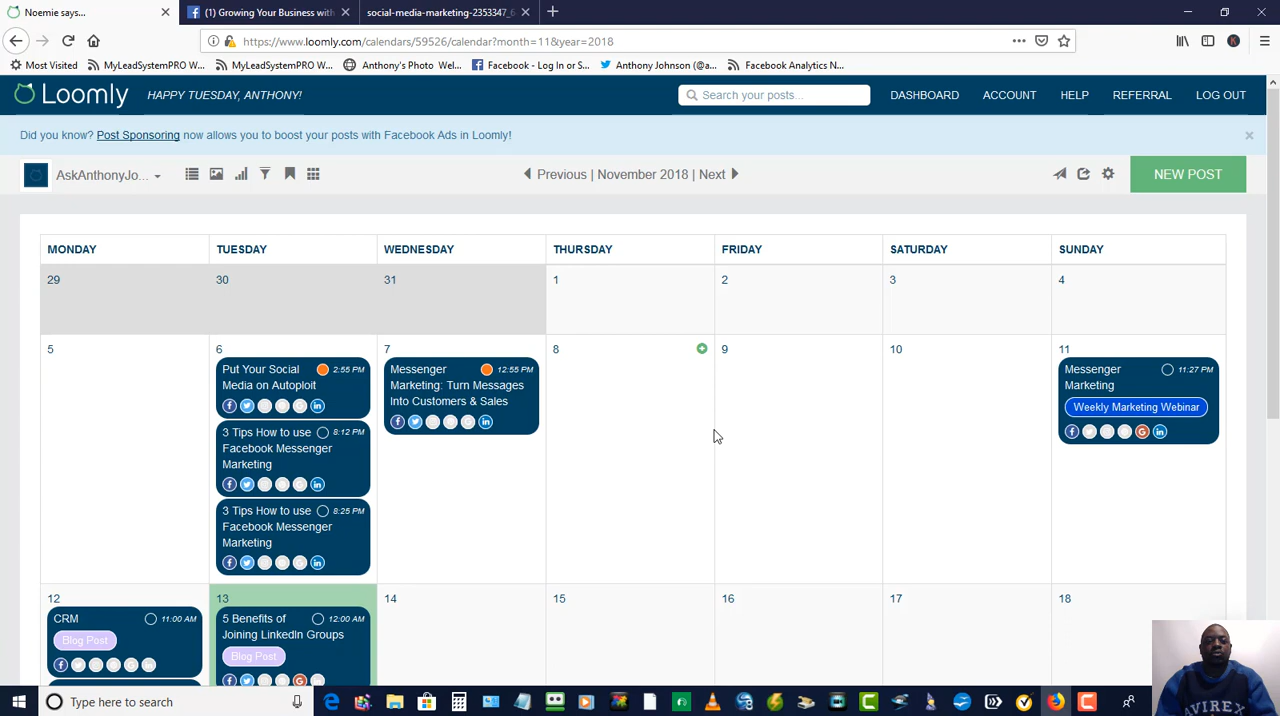 Noemie says...
(1) Growing Your Business with
social-media-marketing-2353347_6
https://www.loomly.com/calendars/59526/calendar?month=11&year=2018
Most Visited
MyLeadSystemPRO W...
MyLeadSystemPRO W...
Anthony's Photo Wel...
Facebook - Log In or S...
Anthony Johnson (@a...
Facebook Analytics N...
Loomly
HAPPY TUESDAY, ANTHONY!
Search your posts...
DASHBOARD
ACCOUNT
HELP
REFERRAL
LOG OUT
Did you know? Post Sponsoring now allows you to boost your posts with Facebook Ads in Loomly!
AskAnthonyJo...
Previous | November 2018 | Next
NEW POST
MONDAY TUESDAY WEDNESDAY THURSDAY FRIDAY SATURDAY SUNDAY
29 30 31 1 2 3 4
5 6 7 8 9 10 11
Put Your Social 2:55 PM
Media on Autoploit
3 Tips How to use 8:12 PM
Facebook Messenger
Marketing
3 Tips How to use 8:25 PM
Facebook Messenger
Marketing
Messenger 12:55 PM
Marketing: Turn Messages
Into Customers & Sales
Messenger 11:27 PM
Marketing
Weekly Marketing Webinar
12 13 14 15 16 17 18
CRM 11:00 AM
Blog Post
5 Benefits of 12:00 AM
Joining LinkedIn Groups
Blog Post
Type here to search
AVIREX